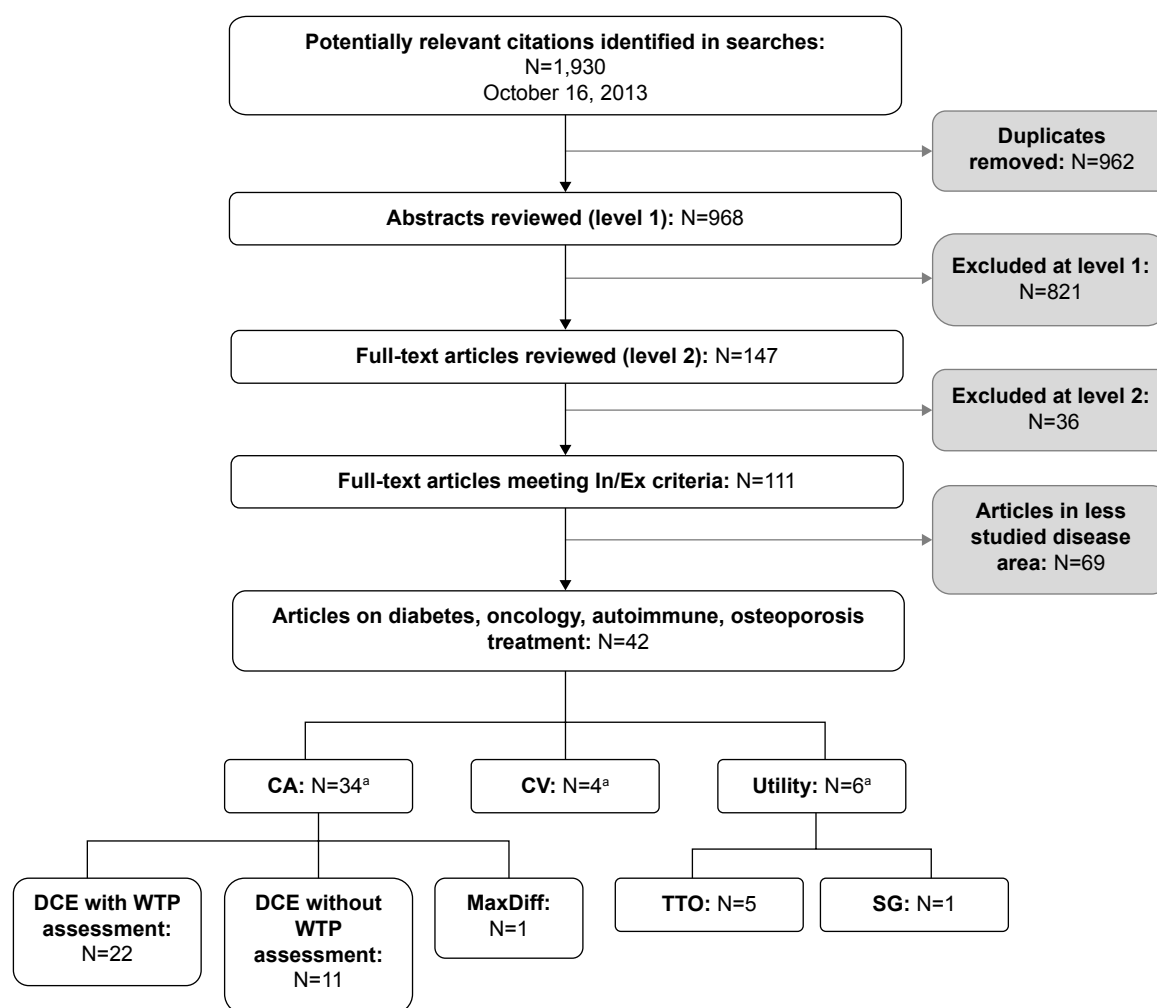 Potentially relevant citations identified in searches:
N=1,930
October 16, 2013
Duplicates
removed: N=962
Abstracts reviewed (level 1): N=968
Excluded at level 1:
N=821
Full-text articles reviewed (level 2): N=147
Excluded at level 2:
N=36
Full-text articles meeting In/Ex criteria: N=111
Articles in less
studied disease
area: N=69
Articles on diabetes, oncology, autoimmune, osteoporosis
treatment: N=42
CA: N=34ᵃ
CV: N=4ᵃ
Utility: N=6ᵃ
DCE with WTP
assessment:
N=22
DCE without
WTP
assessment:
N=11
MaxDiff:
N=1
TTO: N=5
SG: N=1